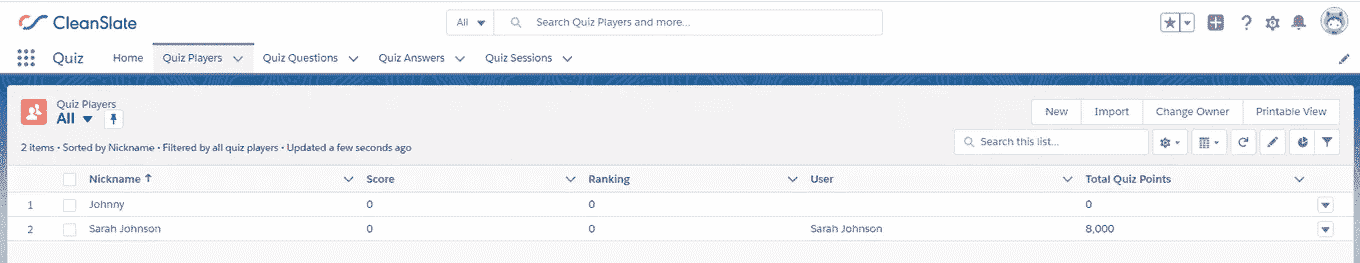 CleanSlate
All
Search Quiz Players and more...
Quiz
Home
Quiz Players
Quiz Questions
Quiz Answers
Quiz Sessions
Quiz Players
All
New
Import
Change Owner
Printable View
2 items • Sorted by Nickname • Filtered by all quiz players • Updated a few seconds ago
Search this list...
Nickname ↑ Score Ranking User Total Quiz Points
1 Johnny 0 0 0
2 Sarah Johnson 0 0 Sarah Johnson 8,000